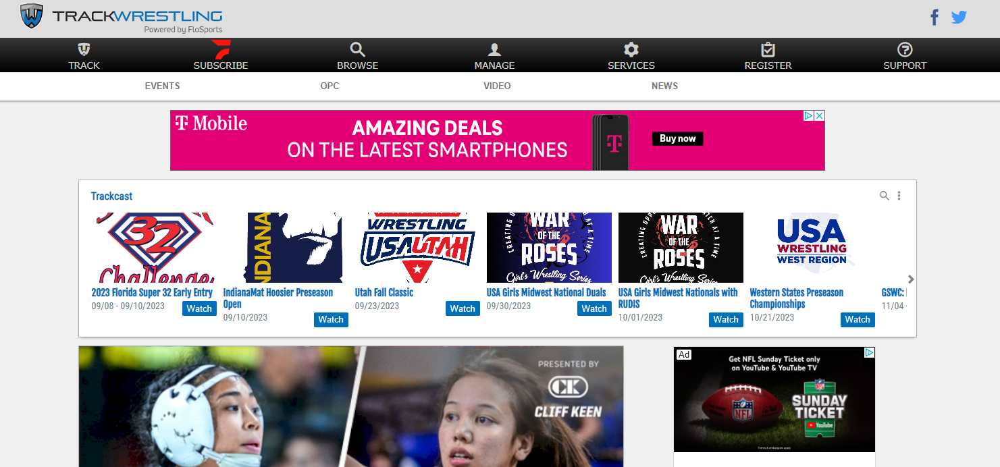 TRACKWRESTLING
Powered by FloSports
TRACK
SUBSCRIBE
BROWSE
MANAGE
SERVICES
REGISTER
SUPPORT
EVENTS
OPC
VIDEO
NEWS
T Mobile
AMAZING DEALS
ON THE LATEST SMARTPHONES
Buy now
Trackcast
32
Challenge
INDIANA
WRESTLING
USAUTAH
WAR
OF THE
ROSES
Girl's Wrestling Series
WAR
OF THE
ROSES
Girl's Wrestling Series
USA
WRESTLING
WEST REGION
2023 Florida Super 32 Early Entry
09/08 - 09/10/2023
Watch
IndianaMat Hoosier Preseason
Open
09/10/2023
Watch
Utah Fall Classic
09/23/2023
Watch
USA Girls Midwest National Duals
09/30/2023
Watch
USA Girls Midwest Nationals with
RUDIS
10/01/2023
Watch
Western States Preseason
Championships
10/21/2023
Watch
GSWC:
11/04 -
PRESENTED BY
CK
CLIFF KEEN
Ad
Get NFL Sunday Ticket only
on YouTube & YouTube TV
NFL
SUNDAY
TICKET
YouTube
Terms & embargoes apply.